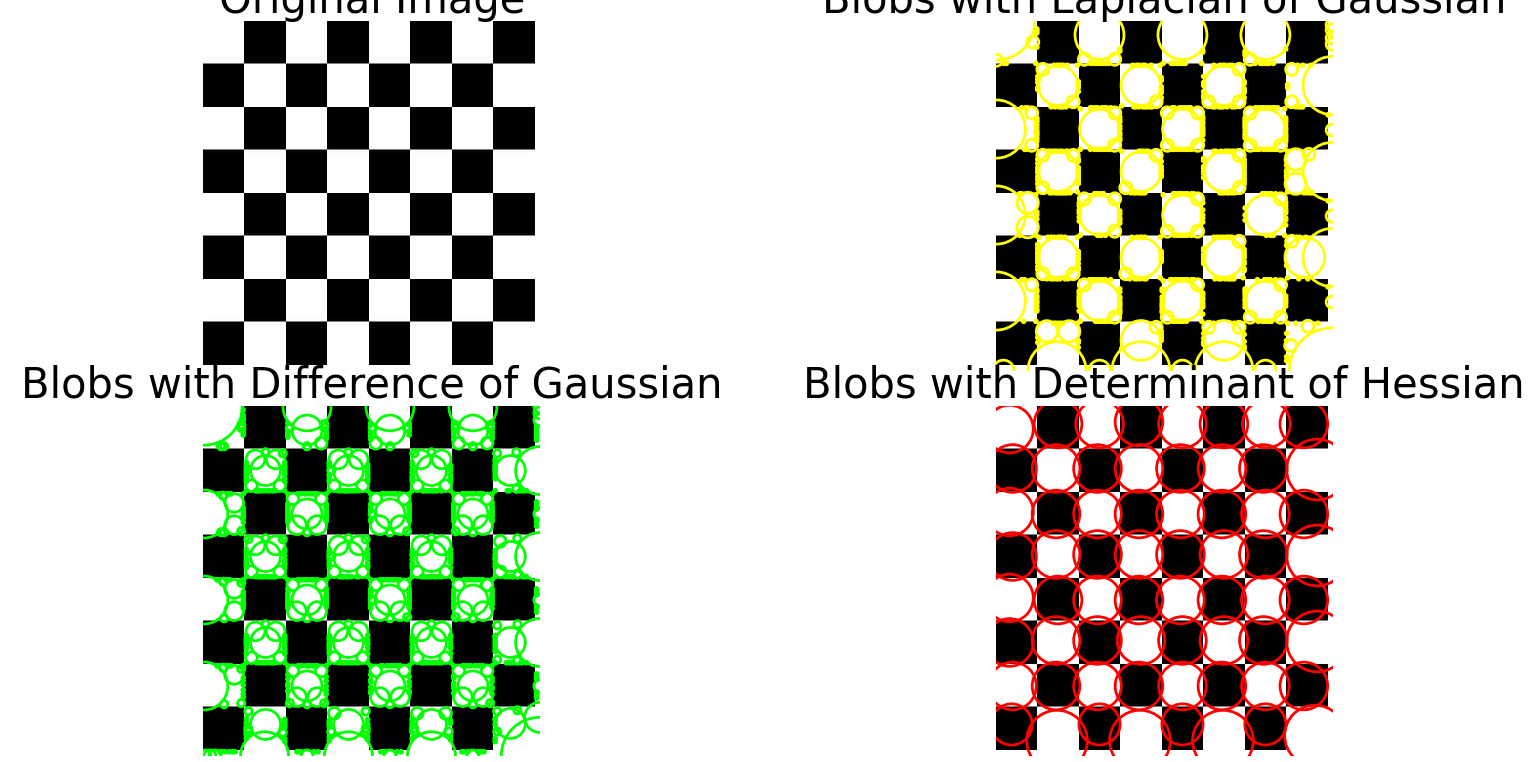 Original Image
Blobs with Laplacian of Gaussian
Blobs with Difference of Gaussian
Blobs with Determinant of Hessian